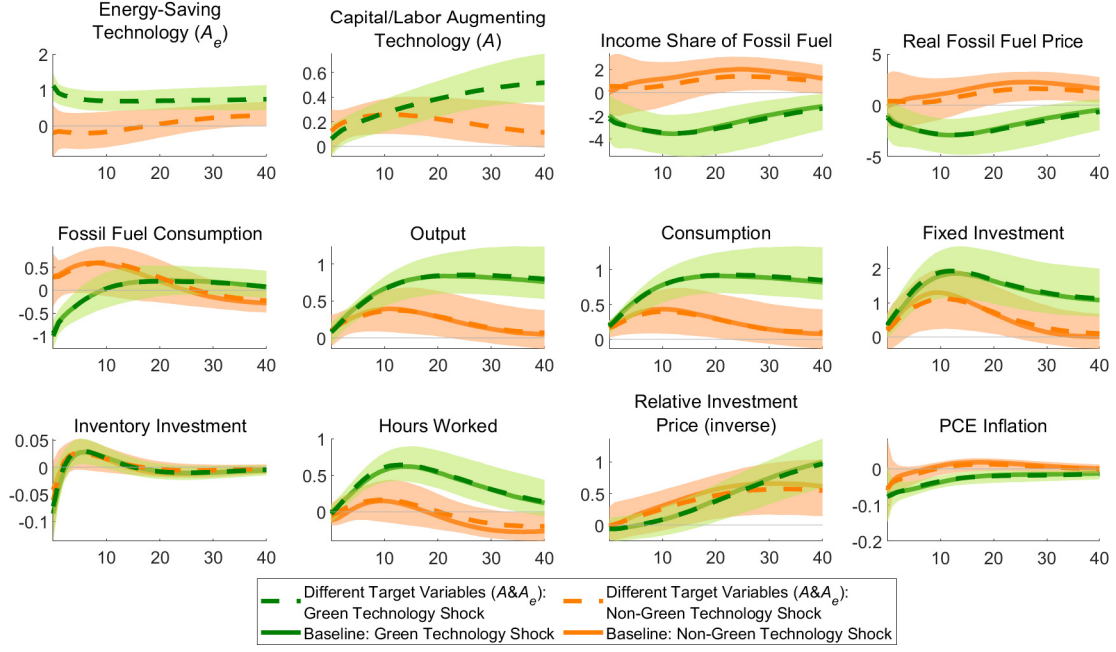 Energy-Saving
Technology (A_e)
2
1
0
10 20 30 40
Capital/Labor Augmenting
Technology (A)
0.6
0.4
0.2
0
10 20 30 40
Income Share of Fossil Fuel
2
0
-2
-4
10 20 30 40
Real Fossil Fuel Price
5
0
-5
10 20 30 40
Fossil Fuel Consumption
0.5
0
-0.5
-1
10 20 30 40
Output
1
0.5
0
10 20 30 40
Consumption
1
0.5
0
10 20 30 40
Fixed Investment
2
1
0
10 20 30 40
Inventory Investment
0.05
0
-0.05
-0.1
10 20 30 40
Hours Worked
1
0.5
0
10 20 30 40
Relative Investment
Price (inverse)
1
0.5
0
10 20 30 40
PCE Inflation
0
-0.1
-0.2
10 20 30 40
Different Target Variables (A&A_e):
Green Technology Shock
Baseline: Green Technology Shock
Different Target Variables (A&A_e):
Non-Green Technology Shock
Baseline: Non-Green Technology Shock